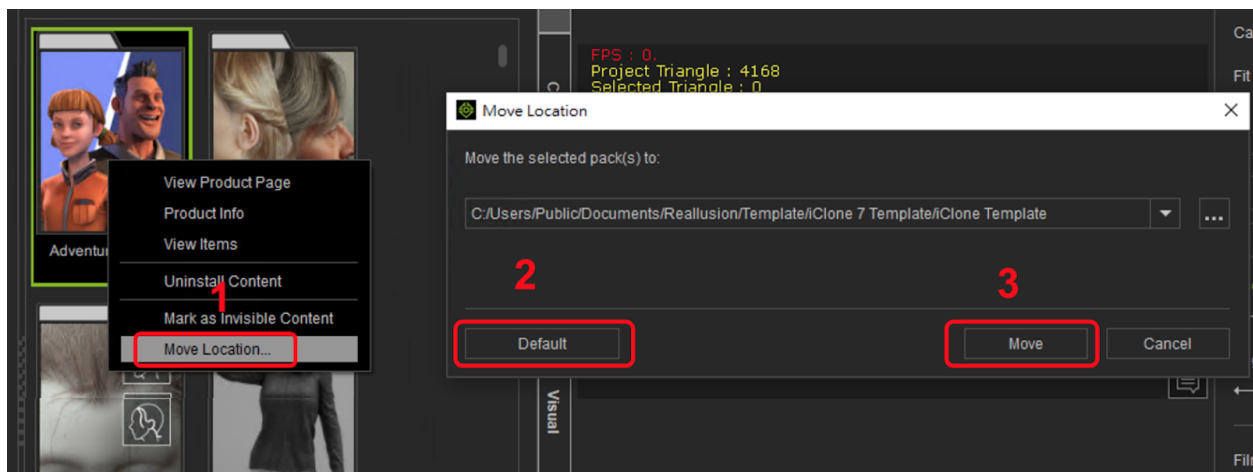 Adventu
View Product Page
Product Info
View Items
Uninstall Content
1
Mark as Invisible Content
Move Location...
FPS : 0.
Project Triangle : 4168
Selected Triangle : 0
Move Location
Move the selected pack(s) to:
C:/Users/Public/Documents/Reallusion/Template/iClone 7 Template/iClone Template
...
2
3
Default
Move
Cancel
Visual
Ca
Fit
Fil